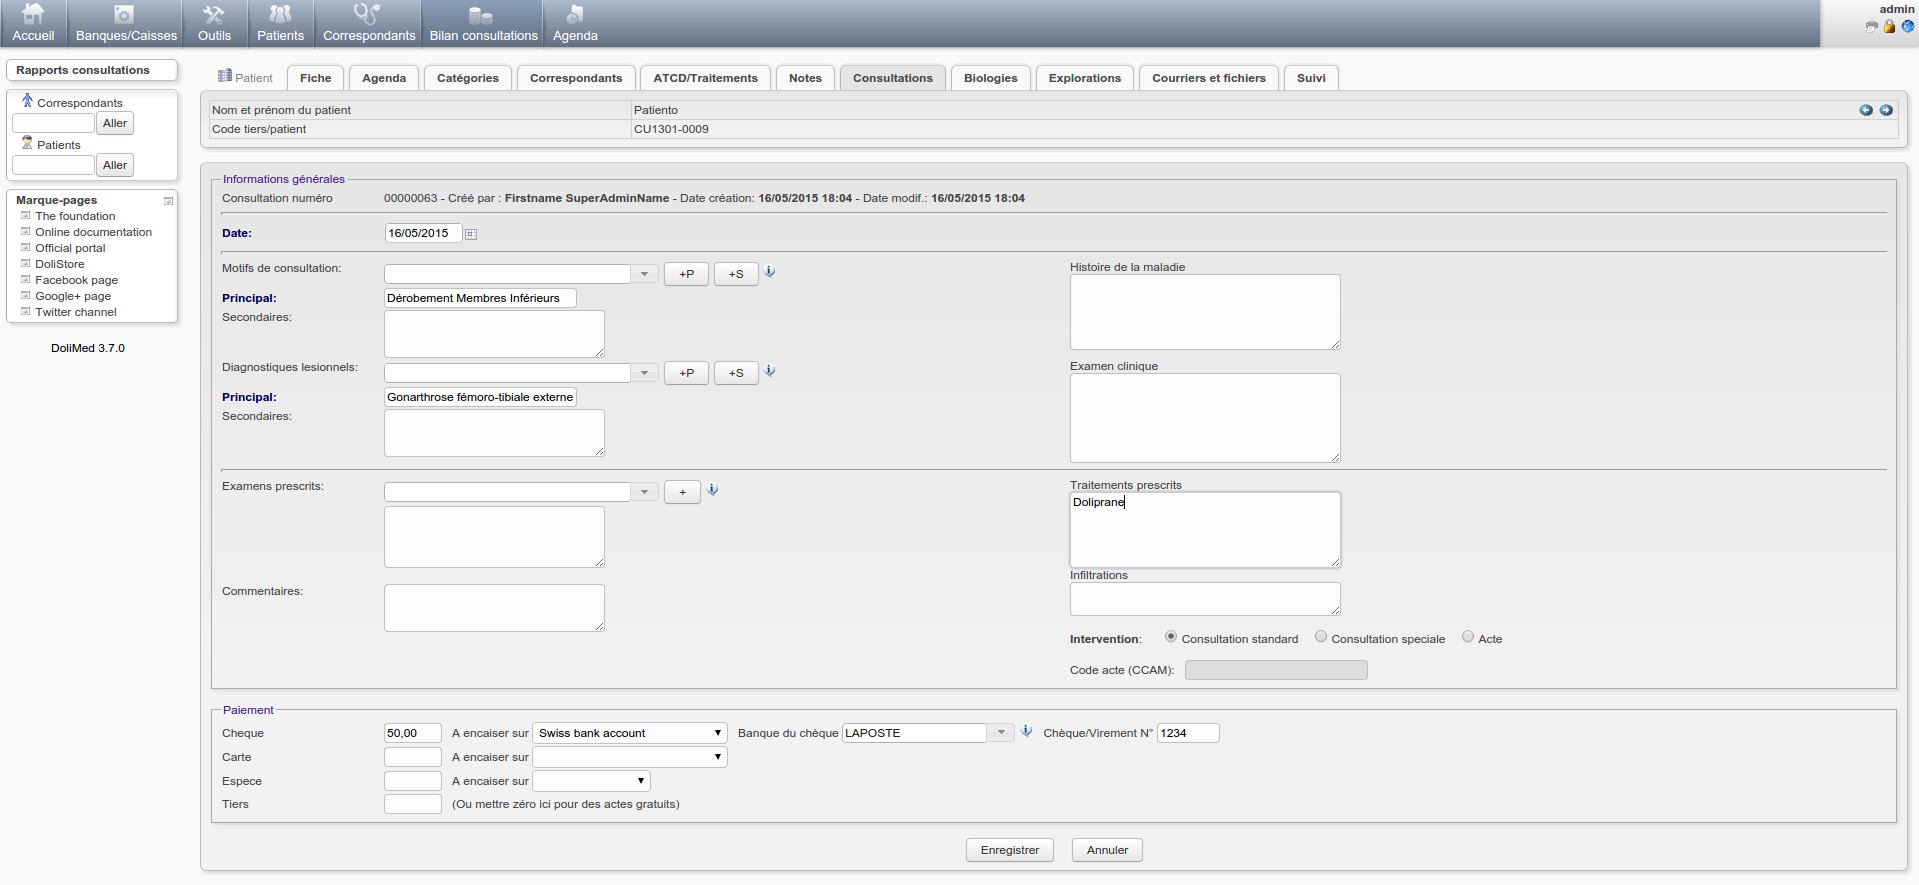 Accueil Banques/Caisses Outils Patients Correspondants Bilan consultations Agenda
admin
Rapports consultations
Correspondants
Aller
Patients
Aller
Marque-pages
The foundation
Online documentation
Official portal
DoliStore
Facebook page
Google+ page
Twitter channel
DoliMed 3.7.0
Patient Fiche Agenda Catégories Correspondants ATCD/Traitements Notes Consultations Biologies Explorations Courriers et fichiers Suivi
Nom et prénom du patient Patiento
Code tiers/patient CU1301-0009
Informations générales
Consultation numéro 00000063 - Créé par : Firstname SuperAdminName - Date création: 16/05/2015 18:04 - Date modif.: 16/05/2015 18:04
Date: 16/05/2015
Motifs de consultation: +P +S
Principal: Dérobement Membres Inférieurs
Secondaires:
Histoire de la maladie
Diagnostiques lesionnels: +P +S
Principal: Gonarthrose fémoro-tibiale externe
Secondaires:
Examen clinique
Examens prescrits: +
Traitements prescrits
Doliprane
Infiltrations
Commentaires:
Intervention: Consultation standard Consultation speciale Acte
Code acte (CCAM):
Paiement
Cheque 50,00 A encaiser sur Swiss bank account Banque du chèque LAPOSTE Chèque/Virement N° 1234
Carte A encaiser sur
Espece A encaiser sur
Tiers (Ou mettre zéro ici pour des actes gratuits)
Enregistrer Annuler